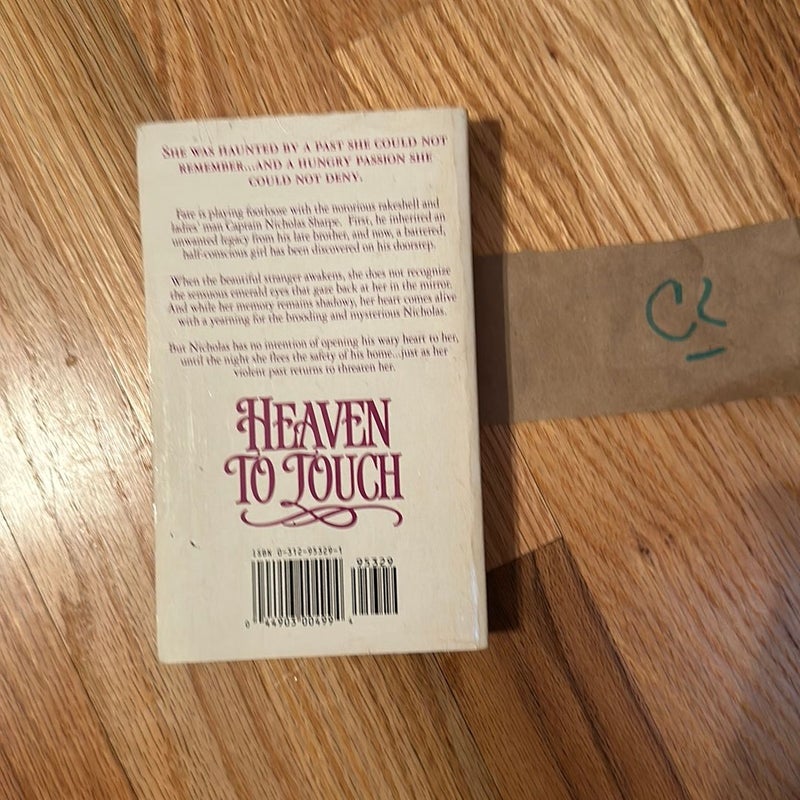 SHE WAS HAUNTED BY A PAST SHE COULD NOT
REMEMBER...AND A HUNGRY PASSION SHE
COULD NOT DENY.
Fate is playing footloose with the notorious rakeshell and
ladies' man Captain Nicholas Sharpe. First, he inherited an
unwanted legacy from his late brother, and now, a battered,
half-conscious girl has been discovered on his doorstep.
When the beautiful stranger awakens, she does not recognize
the sensuous emerald eyes that gaze back at her in the mirror.
And while her memory remains shadowy, her heart comes alive
with a yearning for the brooding and mysterious Nicholas.
But Nicholas has no intention of opening his wary heart to her,
until the night she flees the safety of his home...just as her
violent past returns to threaten her.
HEAVEN
TO TOUCH
ISBN 0-312-95329-1
95329
0 44903 00499 4